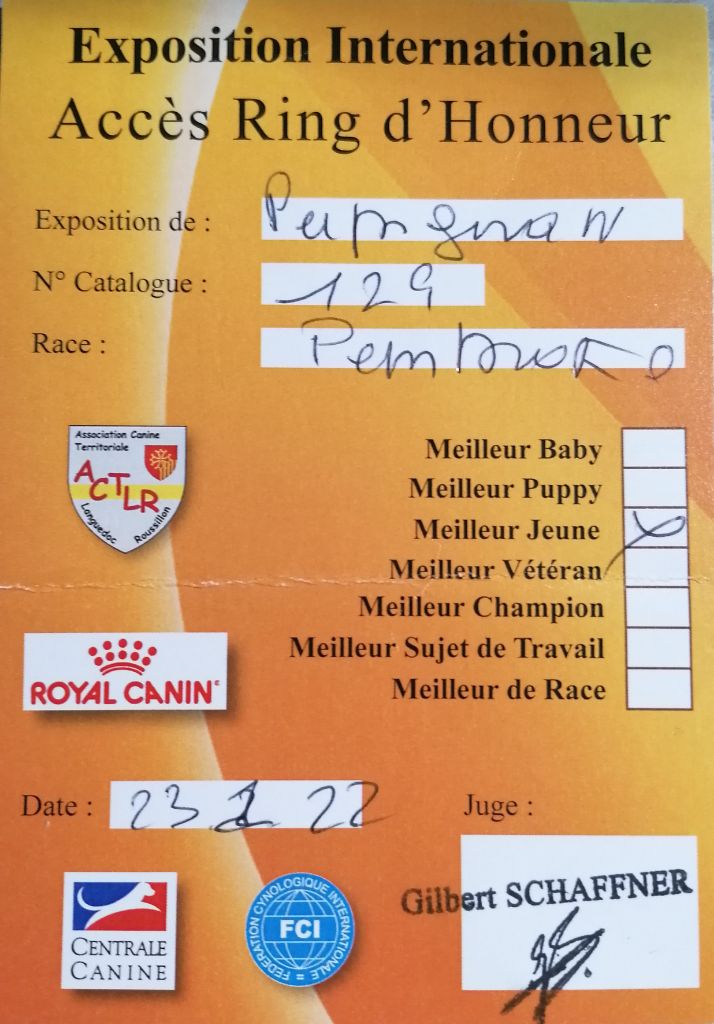 Exposition Internationale
Accès Ring d'Honneur
Exposition de : Perpignan
N° Catalogue : 129
Race :
Association Canine
Territoriale
ACTLR
Languedoc Roussillon
Meilleur Baby
Meilleur Puppy
Meilleur Jeune X
Meilleur Vétéran
Meilleur Champion
Meilleur Sujet de Travail
Meilleur de Race
ROYAL CANIN
Date : 23 1 22
Juge :
Gilbert SCHAFFNER
CENTRALE
CANINE
FEDERATION CYNOLOGIQUE INTERNATIONALE
FCI